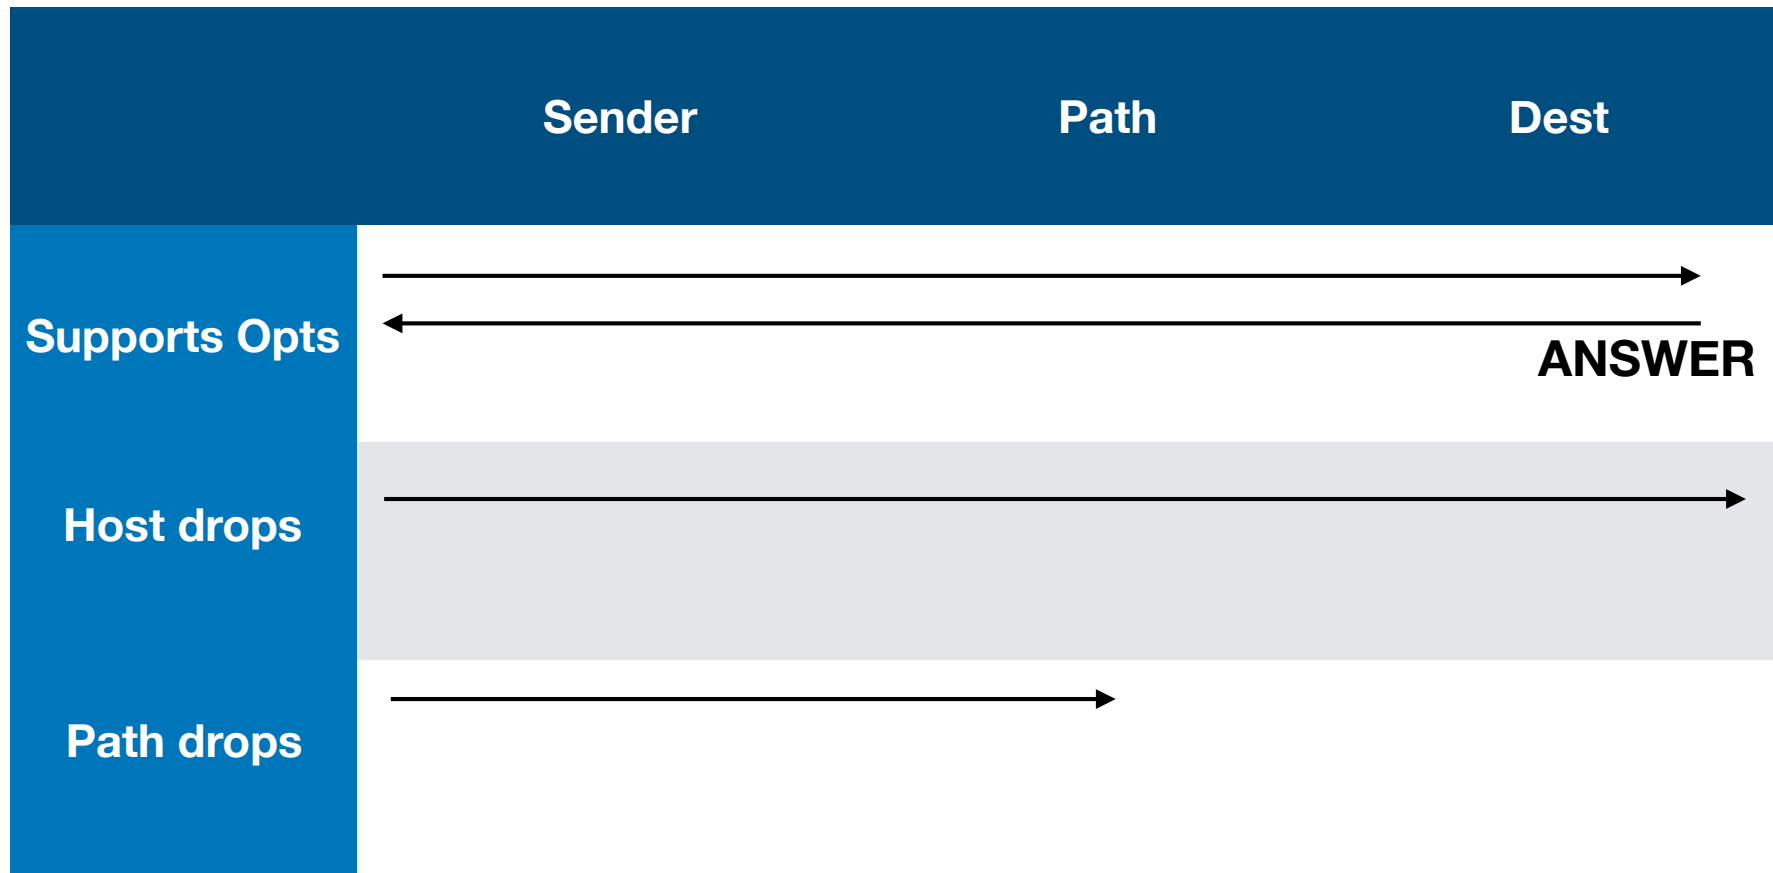 Sender Path Dest
Supports Opts
ANSWER
Host drops
Path drops